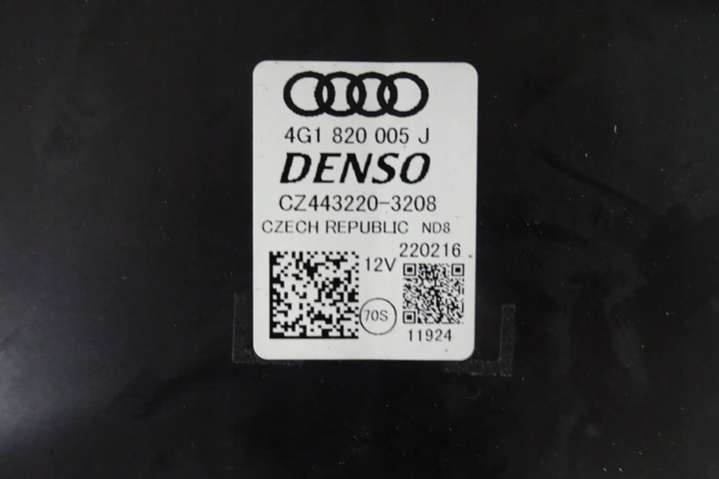 4G1 820 005 J
DENSO
CZ443220-3208
CZECH REPUBLIC ND8
220216
12V
70S
11924